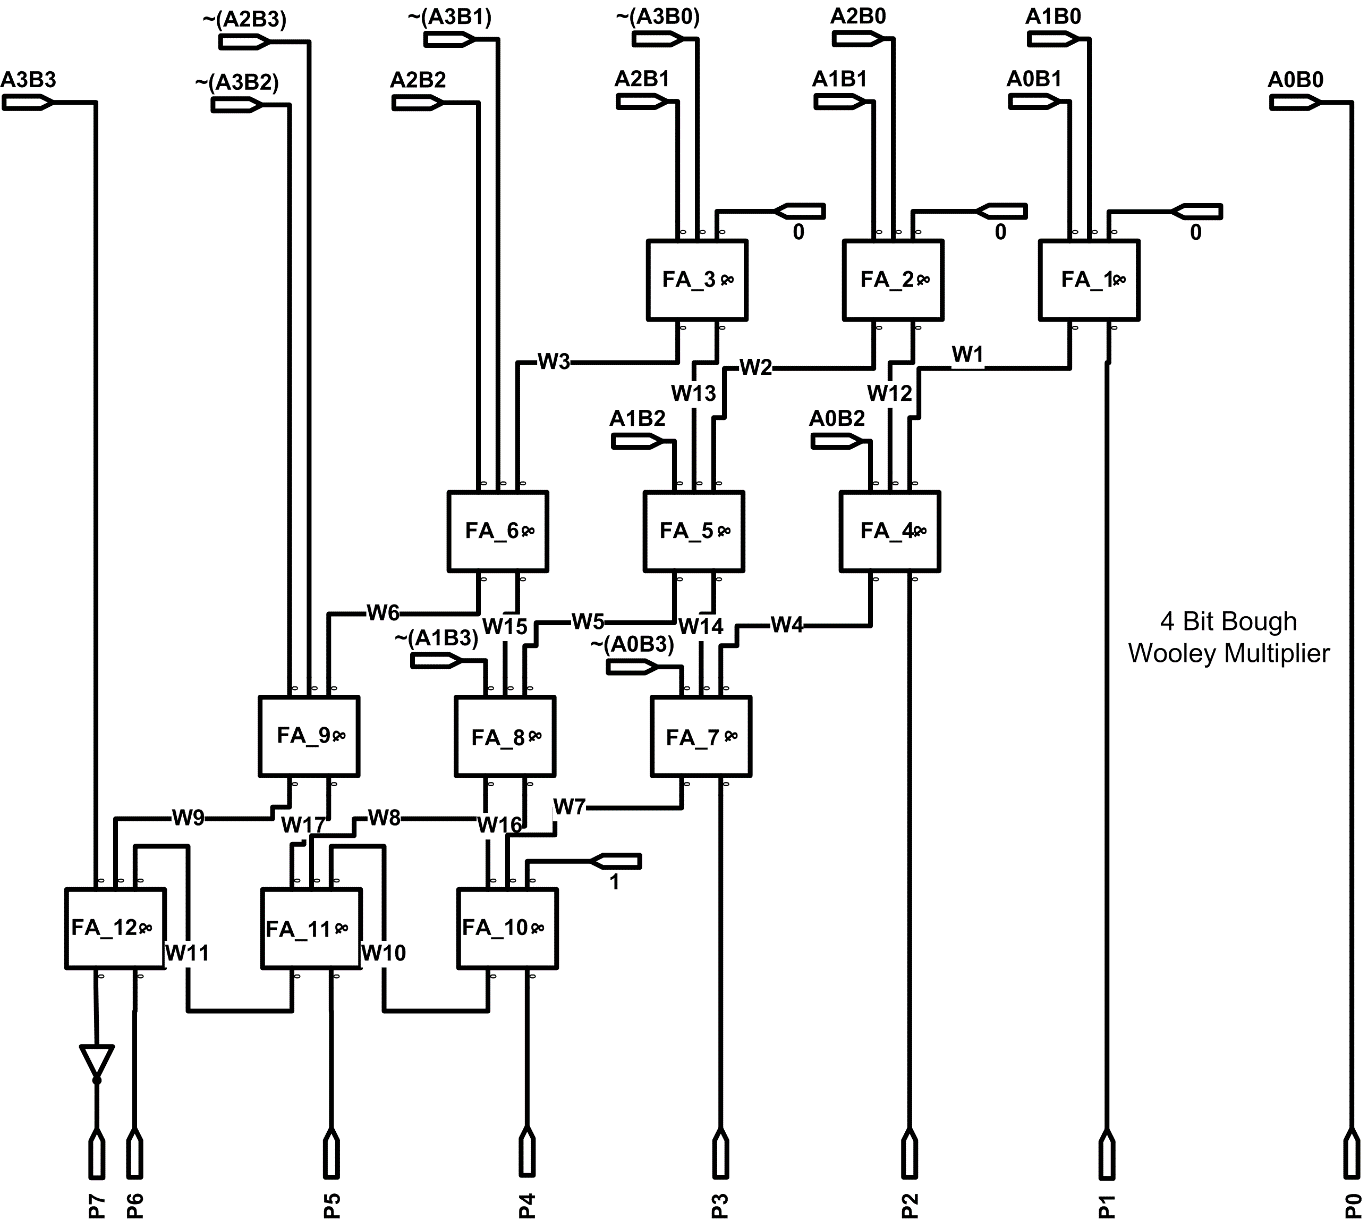 ~(A2B3)
~(A3B1)
~(A3B0)
A2B0
A1B0
A3B3
~(A3B2)
A2B2
A2B1
A1B1
A0B1
A0B0
0
0
0
FA_3
FA_2
FA_1
W3
W13
W2
W12
W1
A1B2
A0B2
FA_6
FA_5
FA_4
W6
W15
W5
W14
W4
~(A1B3)
~(A0B3)
4 Bit Bough
Wooley Multiplier
FA_9
FA_8
FA_7
W9
W17
W8
W16
W7
1
FA_12
FA_11
FA_10
W11
W10
P7
P6
P5
P4
P3
P2
P1
P0